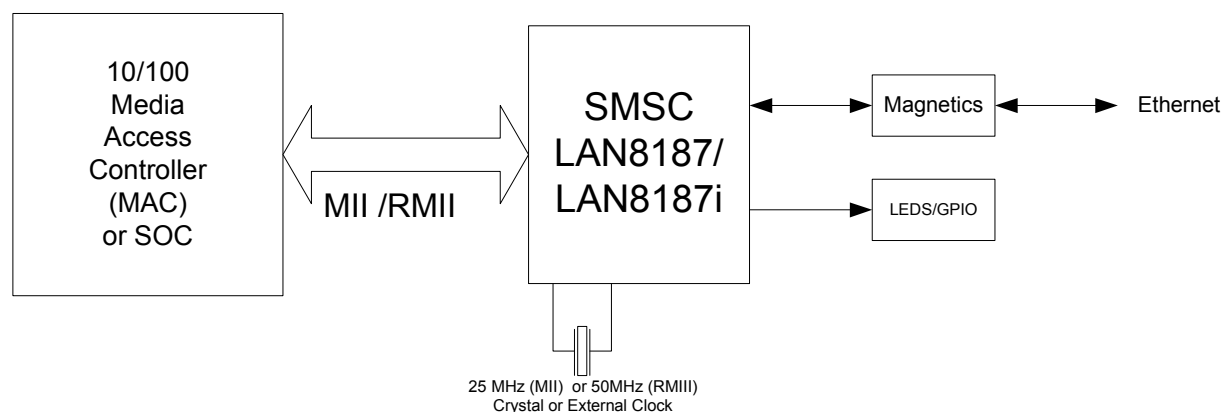 10/100
Media
Access
Controller
(MAC)
or SOC
MII /RMII
SMSC
LAN8187/
LAN8187i
Magnetics
Ethernet
LEDS/GPIO
25 MHz (MII) or 50MHz (RMIII)
Crystal or External Clock